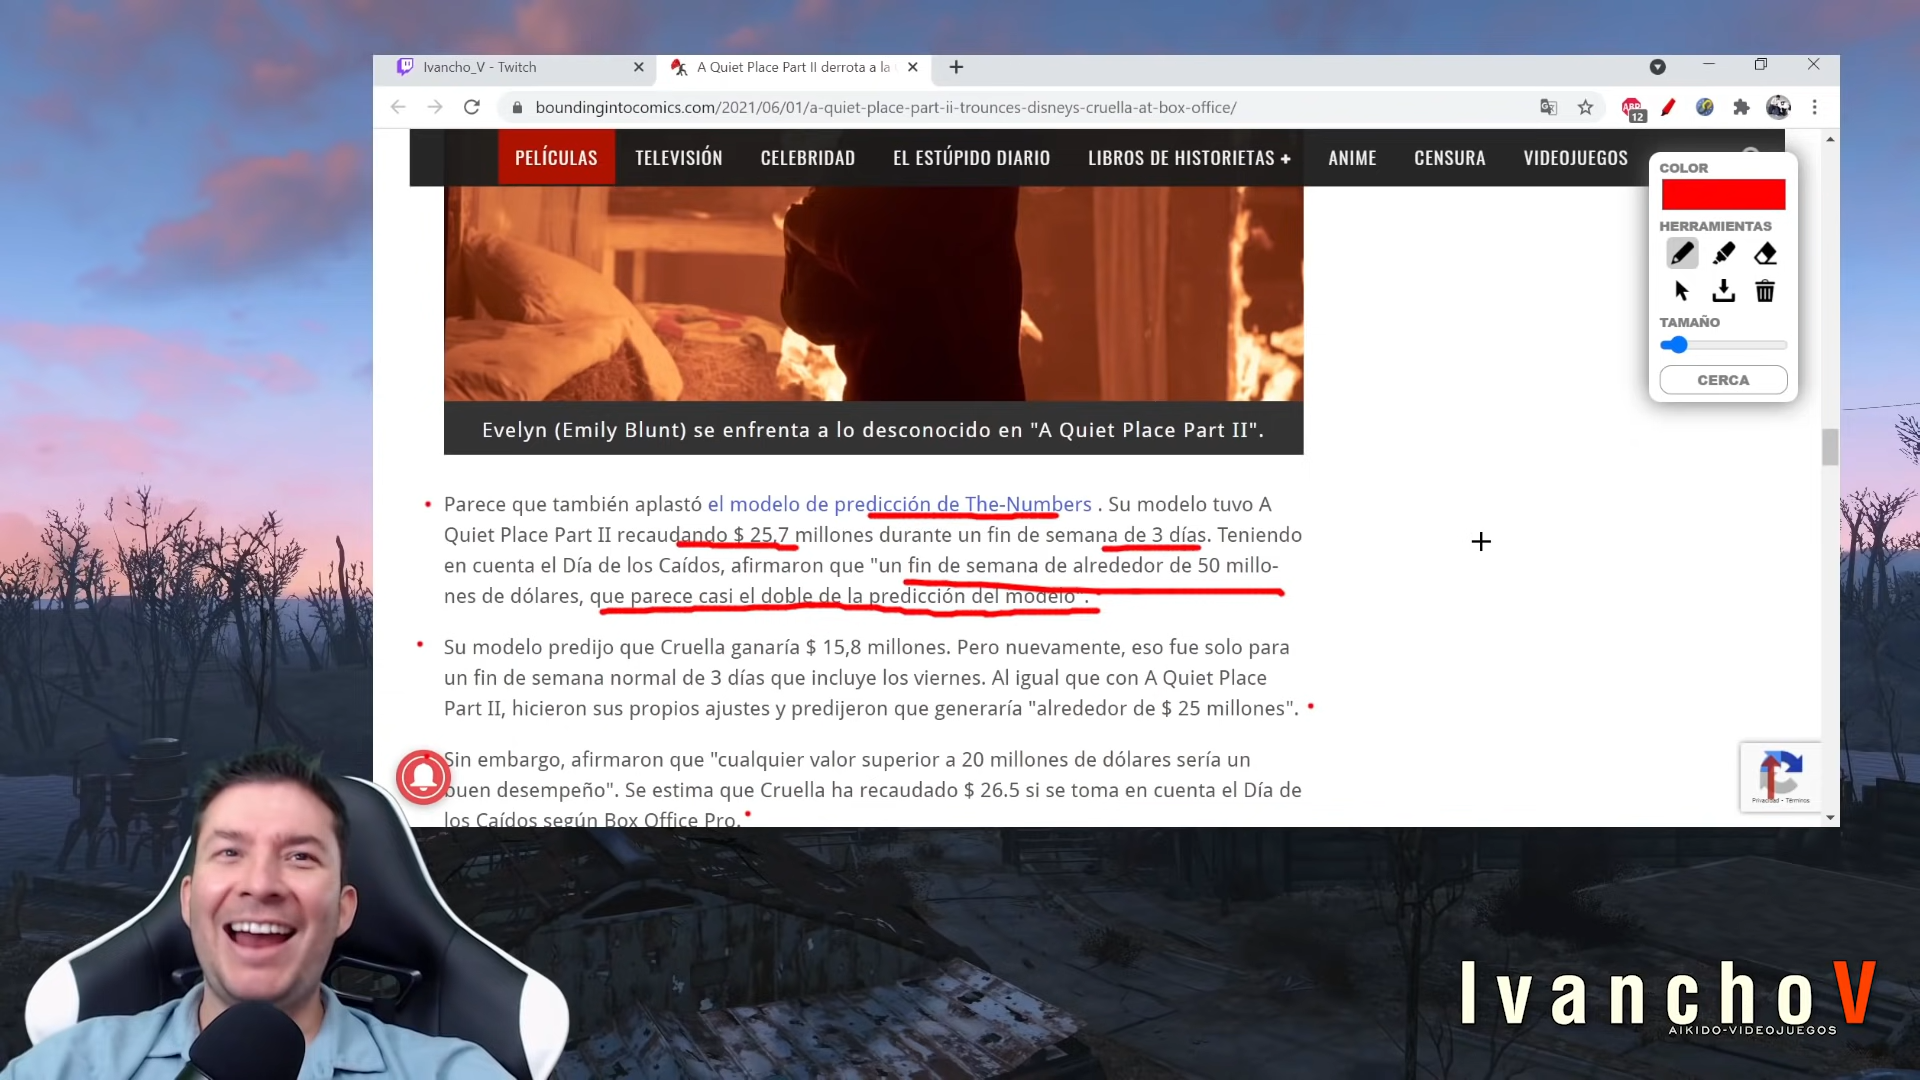 Ivancho_V - Twitch
A Quiet Place Part II derrota a la
boundingintocomics.com/2021/06/01/a-quiet-place-part-ii-trounces-disneys-cruella-at-box-office/
ABP
12
PELÍCULAS TELEVISIÓN CELEBRIDAD EL ESTÚPIDO DIARIO LIBROS DE HISTORIETAS + ANIME CENSURA VIDEOJUEGOS
COLOR
HERRAMIENTAS
TAMAÑO
CERCA
Evelyn (Emily Blunt) se enfrenta a lo desconocido en "A Quiet Place Part II".
Parece que también aplastó el modelo de predicción de The-Numbers . Su modelo tuvo A
Quiet Place Part II recaudando $ 25,7 millones durante un fin de semana de 3 días. Teniendo
en cuenta el Día de los Caídos, afirmaron que "un fin de semana de alrededor de 50 millo-
nes de dólares, que parece casi el doble de la predicción del modelo".
Su modelo predijo que Cruella ganaría $ 15,8 millones. Pero nuevamente, eso fue solo para
un fin de semana normal de 3 días que incluye los viernes. Al igual que con A Quiet Place
Part II, hicieron sus propios ajustes y predijeron que generaría "alrededor de $ 25 millones".
Sin embargo, afirmaron que "cualquier valor superior a 20 millones de dólares sería un
buen desempeño". Se estima que Cruella ha recaudado $ 26.5 si se toma en cuenta el Día de
los Caídos según Box Office Pro.
Privacidad - Términos
IvanchoV
AIKIDO-VIDEOJUEGOS